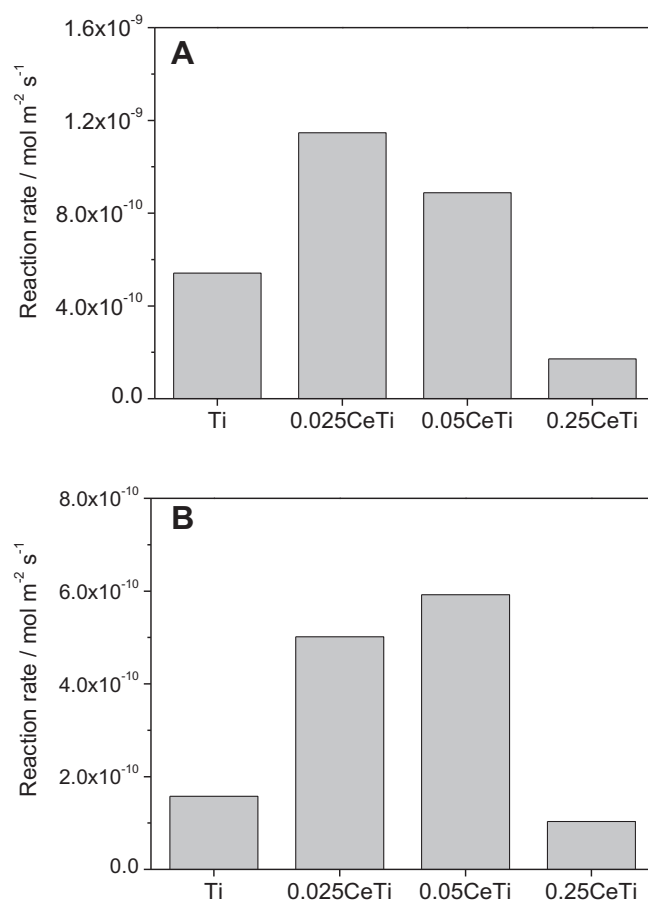 A
Reaction rate / mol m⁻² s⁻¹
1.6x10⁻⁹
1.2x10⁻⁹
8.0x10⁻¹⁰
4.0x10⁻¹⁰
0.0
Ti 0.025CeTi 0.05CeTi 0.25CeTi
B
Reaction rate / mol m⁻² s⁻¹
8.0x10⁻¹⁰
6.0x10⁻¹⁰
4.0x10⁻¹⁰
2.0x10⁻¹⁰
0.0
Ti 0.025CeTi 0.05CeTi 0.25CeTi